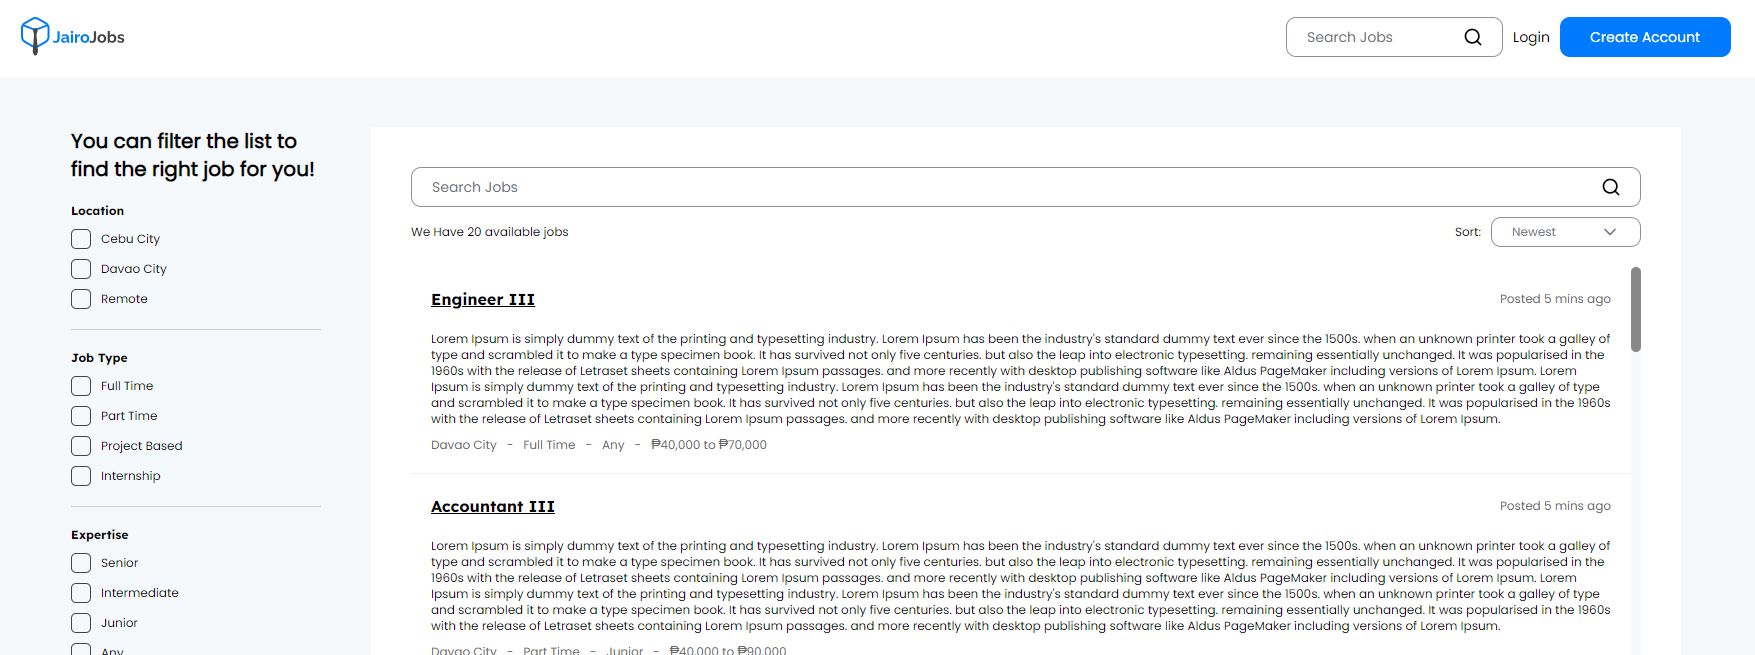 JairoJobs
Search Jobs
Login
Create Account
You can filter the list to
find the right job for you!
Location
Cebu City
Davao City
Remote
Job Type
Full Time
Part Time
Project Based
Internship
Expertise
Senior
Intermediate
Junior
Any
Search Jobs
We Have 20 available jobs
Sort:
Newest
Engineer III
Posted 5 mins ago
Lorem Ipsum is simply dummy text of the printing and typesetting industry. Lorem Ipsum has been the industry's standard dummy text ever since the 1500s. when an unknown printer took a galley of
type and scrambled it to make a type specimen book. It has survived not only five centuries. but also the leap into electronic typesetting. remaining essentially unchanged. It was popularised in the
1960s with the release of Letraset sheets containing Lorem Ipsum passages. and more recently with desktop publishing software like Aldus PageMaker including versions of Lorem Ipsum. Lorem
Ipsum is simply dummy text of the printing and typesetting industry. Lorem Ipsum has been the industry's standard dummy text ever since the 1500s. when an unknown printer took a galley of type
and scrambled it to make a type specimen book. It has survived not only five centuries. but also the leap into electronic typesetting. remaining essentially unchanged. It was popularised in the 1960s
with the release of Letraset sheets containing Lorem Ipsum passages. and more recently with desktop publishing software like Aldus PageMaker including versions of Lorem Ipsum.
Davao City - Full Time - Any - ₱40,000 to ₱70,000
Accountant III
Posted 5 mins ago
Lorem Ipsum is simply dummy text of the printing and typesetting industry. Lorem Ipsum has been the industry's standard dummy text ever since the 1500s. when an unknown printer took a galley of
type and scrambled it to make a type specimen book. It has survived not only five centuries. but also the leap into electronic typesetting. remaining essentially unchanged. It was popularised in the
1960s with the release of Letraset sheets containing Lorem Ipsum passages. and more recently with desktop publishing software like Aldus PageMaker including versions of Lorem Ipsum. Lorem
Ipsum is simply dummy text of the printing and typesetting industry. Lorem Ipsum has been the industry's standard dummy text ever since the 1500s. when an unknown printer took a galley of type
and scrambled it to make a type specimen book. It has survived not only five centuries. but also the leap into electronic typesetting. remaining essentially unchanged. It was popularised in the 1960s
with the release of Letraset sheets containing Lorem Ipsum passages. and more recently with desktop publishing software like Aldus PageMaker including versions of Lorem Ipsum.
Davao City - Part Time - Junior - ₱40,000 to ₱90,000